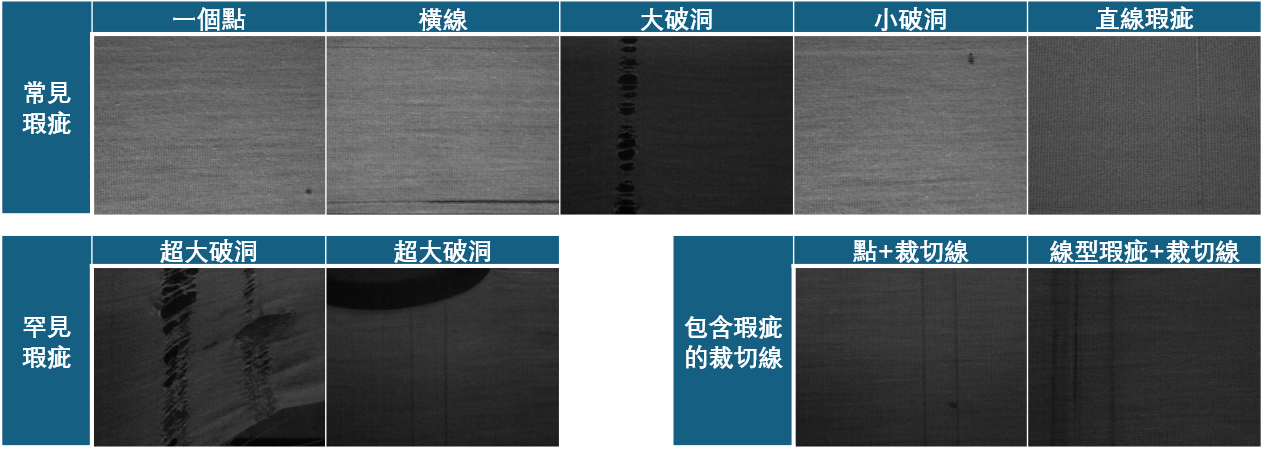 一個點
橫線
大破洞
小破洞
直線瑕疵
常見
瑕疵
超大破洞
超大破洞
罕見
瑕疵
點+裁切線
線型瑕疵+裁切線
包含瑕疵
的裁切線